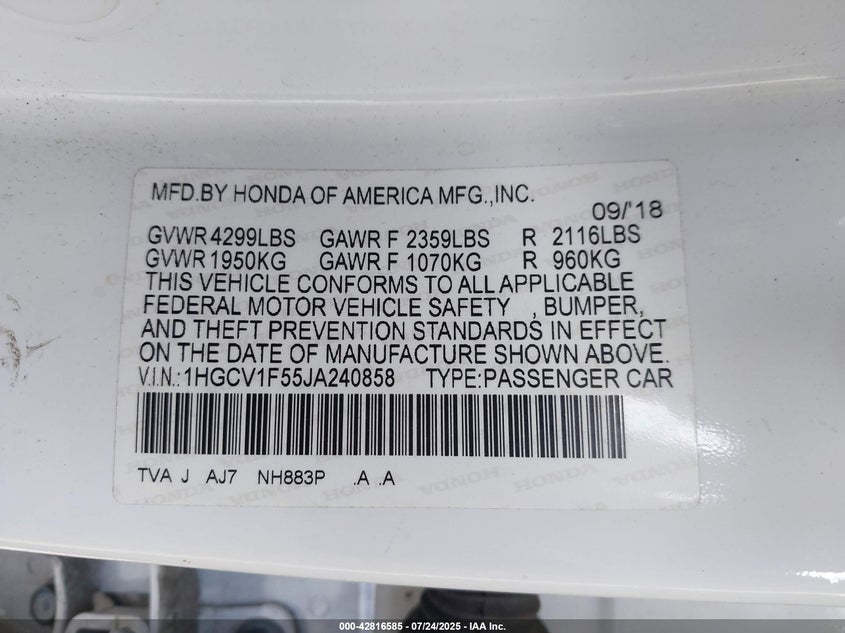 MFD.BY HONDA OF AMERICA MFG.,INC.
09/'18
GVWR 4299LBS GAWR F 2359LBS R 2116LBS
GVWR 1950KG GAWR F 1070KG R 960KG
THIS VEHICLE CONFORMS TO ALL APPLICABLE
FEDERAL MOTOR VEHICLE SAFETY , BUMPER,
AND THEFT PREVENTION STANDARDS IN EFFECT
ON THE DATE OF MANUFACTURE SHOWN ABOVE.
V.I.N.:1HGCV1F55JA240858 TYPE:PASSENGER CAR
TVA J AJ7 NH883P .A .A
000-42816585 - 07/24/2025 - IAA Inc.